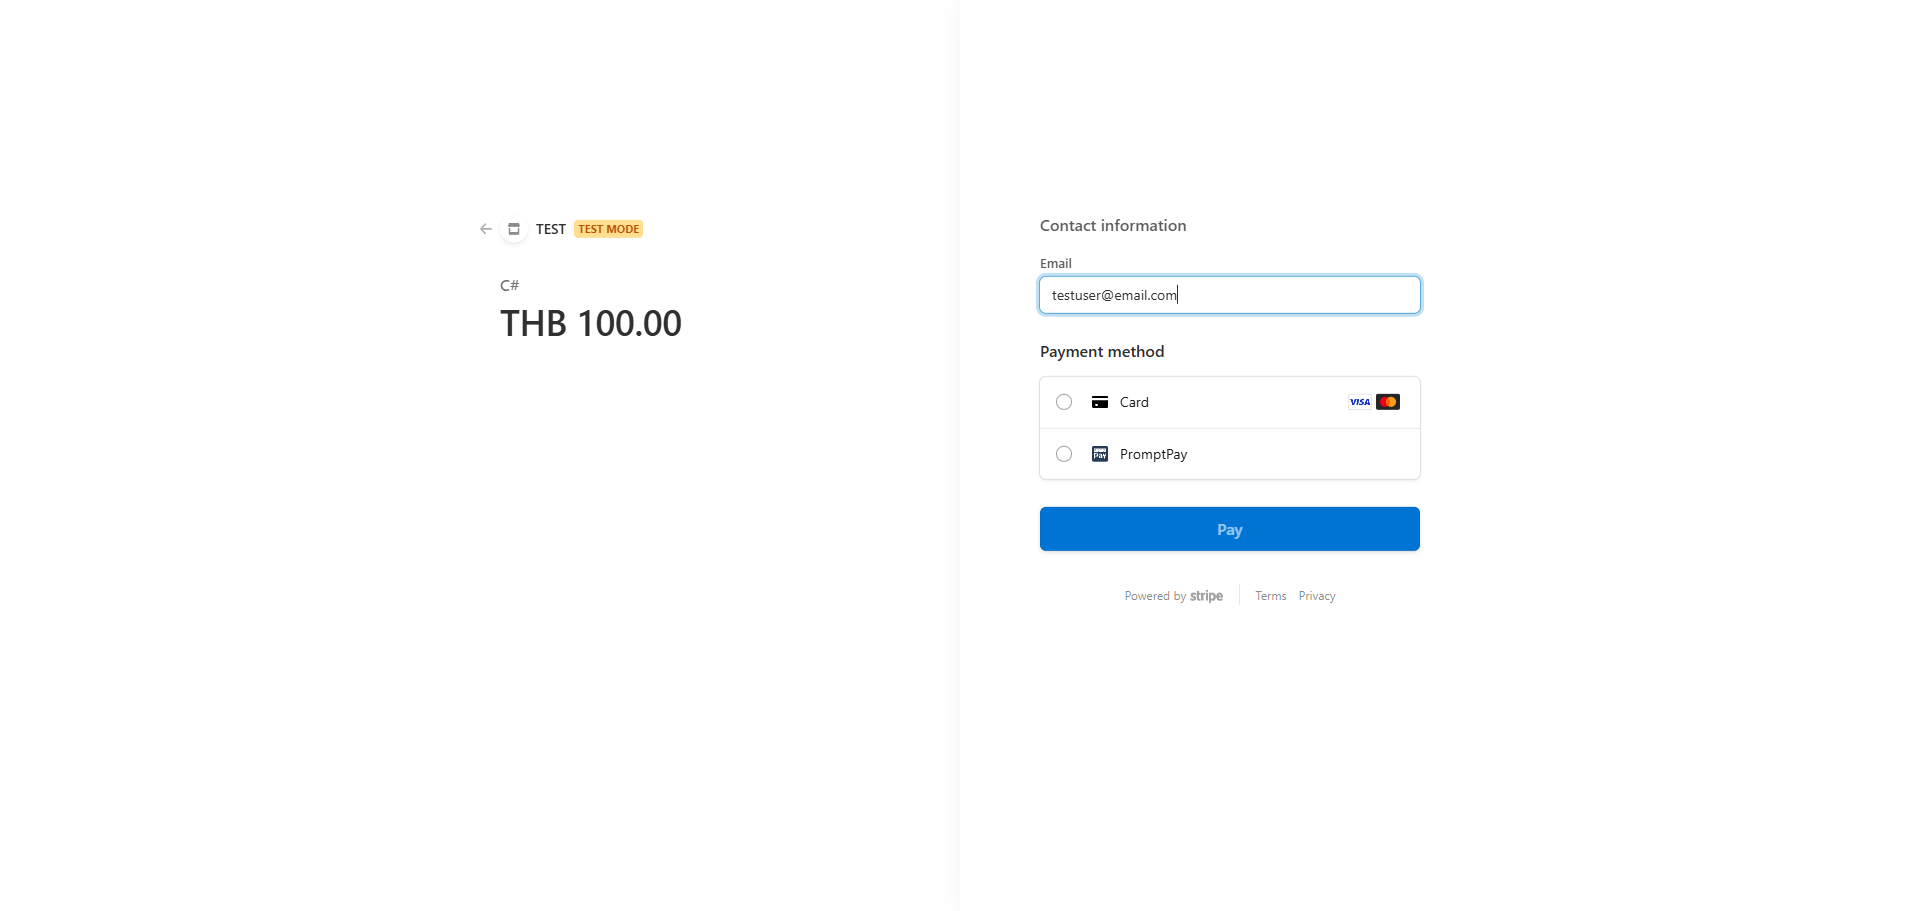 TEST TEST MODE
C#
THB 100.00
Contact information
Email
testuser@email.com
Payment method
Card VISA
PromptPay
Pay
Powered by stripe Terms Privacy